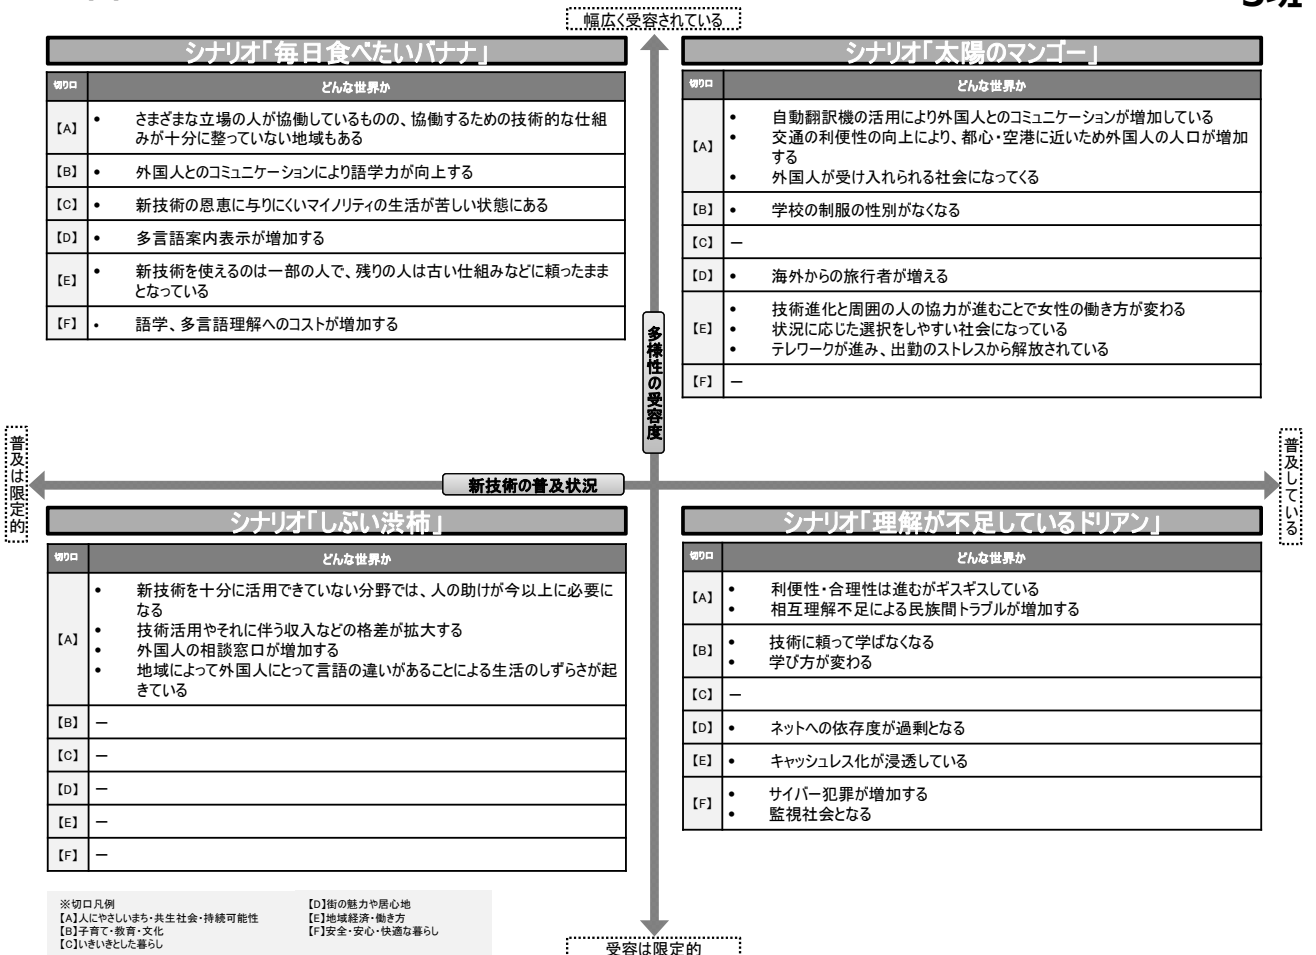 幅広く受容されている
シナリオ「毎日食べたいバナナ」
切り口 どんな世界か
【A】 • さまざまな立場の人が協働しているものの、協働するための技術的な仕組
みが十分に整っていない地域もある
【B】 • 外国人とのコミュニケーションにより語学力が向上する
【C】 • 新技術の恩恵に与りにくいマイノリティの生活が苦しい状態にある
【D】 • 多言語案内表示が増加する
【E】 • 新技術を使えるのは一部の人で、残りの人は古い仕組みなどに頼ったまま
となっている
【F】 • 語学、多言語理解へのコストが増加する
シナリオ「太陽のマンゴー」
切り口 どんな世界か
【A】 • 自動翻訳機の活用により外国人とのコミュニケーションが増加している
• 交通の利便性の向上により、都心・空港に近いため外国人の人口が増加
する
• 外国人が受け入れられる社会になってくる
【B】 • 学校の制服の性別がなくなる
【C】 －
【D】 • 海外からの旅行者が増える
【E】 • 技術進化と周囲の人の協力が進むことで女性の働き方が変わる
• 状況に応じた選択をしやすい社会になっている
• テレワークが進み、出勤のストレスから解放されている
【F】 －
多様性の受容度
普及は限定的
新技術の普及状況
普及している
シナリオ「しぶい渋柿」
切り口 どんな世界か
【A】 • 新技術を十分に活用できていない分野では、人の助けが今以上に必要に
なる
• 技術活用やそれに伴う収入などの格差が拡大する
• 外国人の相談窓口が増加する
• 地域によって外国人にとって言語の違いがあることによる生活のしずらさが起
きている
【B】 －
【C】 －
【D】 －
【E】 －
【F】 －
シナリオ「理解が不足しているドリアン」
切り口 どんな世界か
【A】 • 利便性・合理性は進むがギスギスしている
• 相互理解不足による民族間トラブルが増加する
【B】 • 技術に頼って学ばなくなる
• 学び方が変わる
【C】 －
【D】 • ネットへの依存度が過剰となる
【E】 • キャッシュレス化が浸透している
【F】 • サイバー犯罪が増加する
• 監視社会となる
※切口凡例
【A】人にやさしいまち・共生社会・持続可能性
【B】子育て・教育・文化
【C】いきいきとした暮らし
【D】街の魅力や居心地
【E】地域経済・働き方
【F】安全・安心・快適な暮らし
受容は限定的